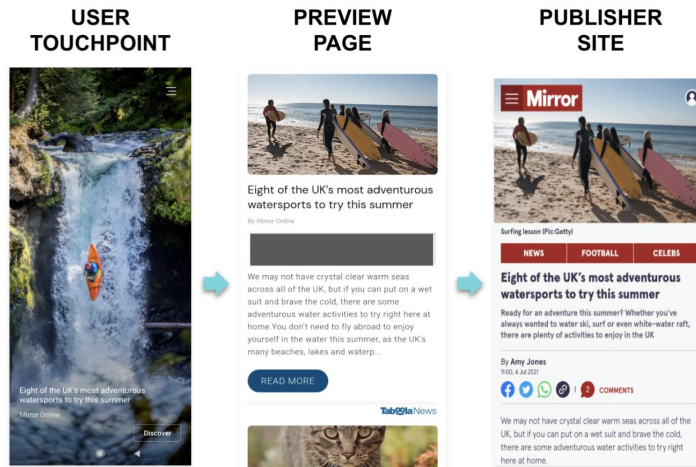 USER
TOUCHPOINT
Eight of the UK's most adventurous
watersports to try this summer
Mirror Online
Discover
PREVIEW
PAGE
Eight of the UK's most adventurous
watersports to try this summer
By Mirror Online
We may not have crystal clear warm seas
across all of the UK, but if you can put on a wet
suit and brave the cold, there are some
adventurous water activities to try right here at
home.You don't need to fly abroad to enjoy
yourself in the water this summer, as the UK's
many beaches, lakes and waterp...
READ MORE
Taboola News
PUBLISHER
SITE
Mirror
Surfing lesson (Pic:Getty)
NEWS FOOTBALL CELEBS
Eight of the UK's most adventurous
watersports to try this summer
Ready for an adventure this summer? Whether you've
always wanted to water ski, surf or even white-water raft,
there are plenty of activities to enjoy in the UK
By Amy Jones
11:00, 4 Jul 2021
2 COMMENTS
We may not have crystal clear warm seas across all of the
UK, but if you can put on a wet suit and brave the cold,
there are some adventurous water activities to try right
here at home.